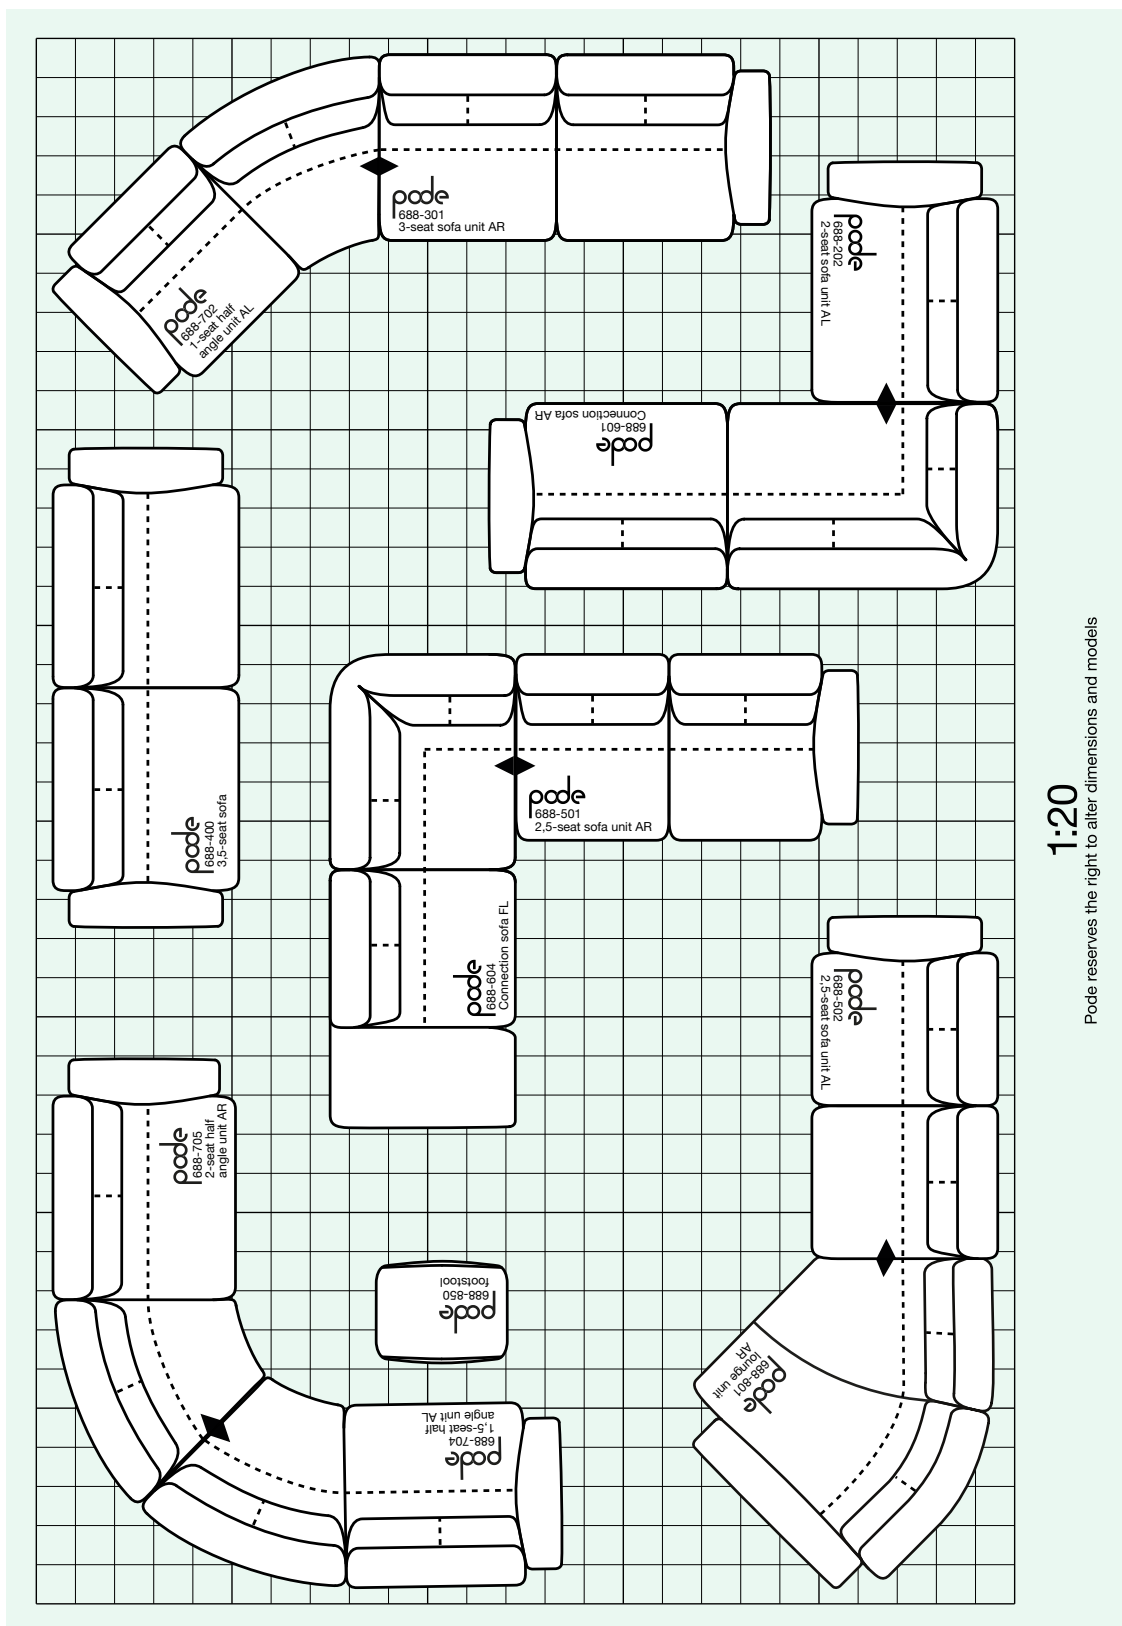 pode
688-301
3-seat sofa unit AR
pode
688-702
1-seat half
angle unit AL
pode
688-202
2-seat sofa unit AL
pode
688-601
Connection sofa AR
pode
688-400
3,5-seat sofa
pode
688-501
2,5-seat sofa unit AR
pode
688-604
Connection sofa FL
pode
688-502
2,5-seat sofa unit AL
pode
688-705
2-seat half
angle unit AR
pode
688-850
footstool
pode
688-801
lounge unit
AR
pode
688-704
1,5-seat half
angle unit AL
1:20
Pode reserves the right to alter dimensions and models